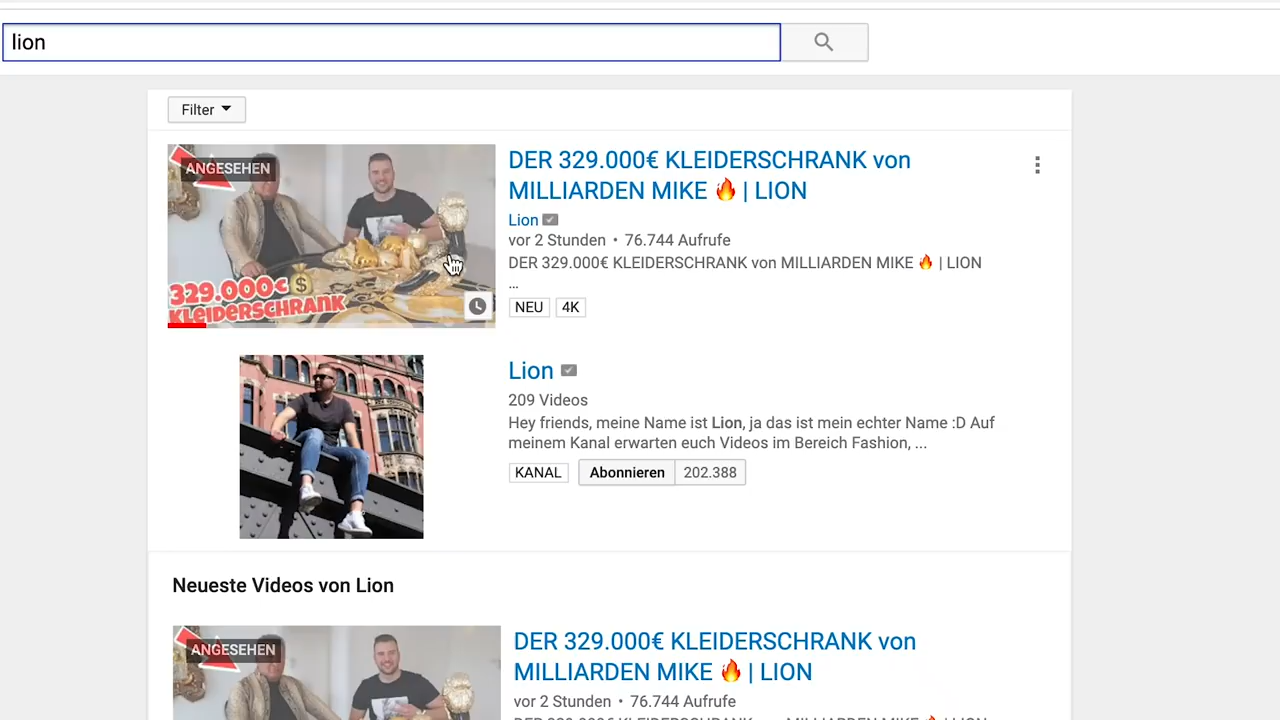 lion
Filter
ANGESEHEN
329.000€
KLEIDERSCHRANK
DER 329.000€ KLEIDERSCHRANK von
MILLIARDEN MIKE 🔥 | LION
Lion
vor 2 Stunden • 76.744 Aufrufe
DER 329.000€ KLEIDERSCHRANK von MILLIARDEN MIKE 🔥 | LION
...
NEU 4K
Lion
209 Videos
Hey friends, meine Name ist Lion, ja das ist mein echter Name :D Auf
meinem Kanal erwarten euch Videos im Bereich Fashion, ...
KANAL Abonnieren 202.388
Neueste Videos von Lion
ANGESEHEN
DER 329.000€ KLEIDERSCHRANK von
MILLIARDEN MIKE 🔥 | LION
vor 2 Stunden • 76.744 Aufrufe